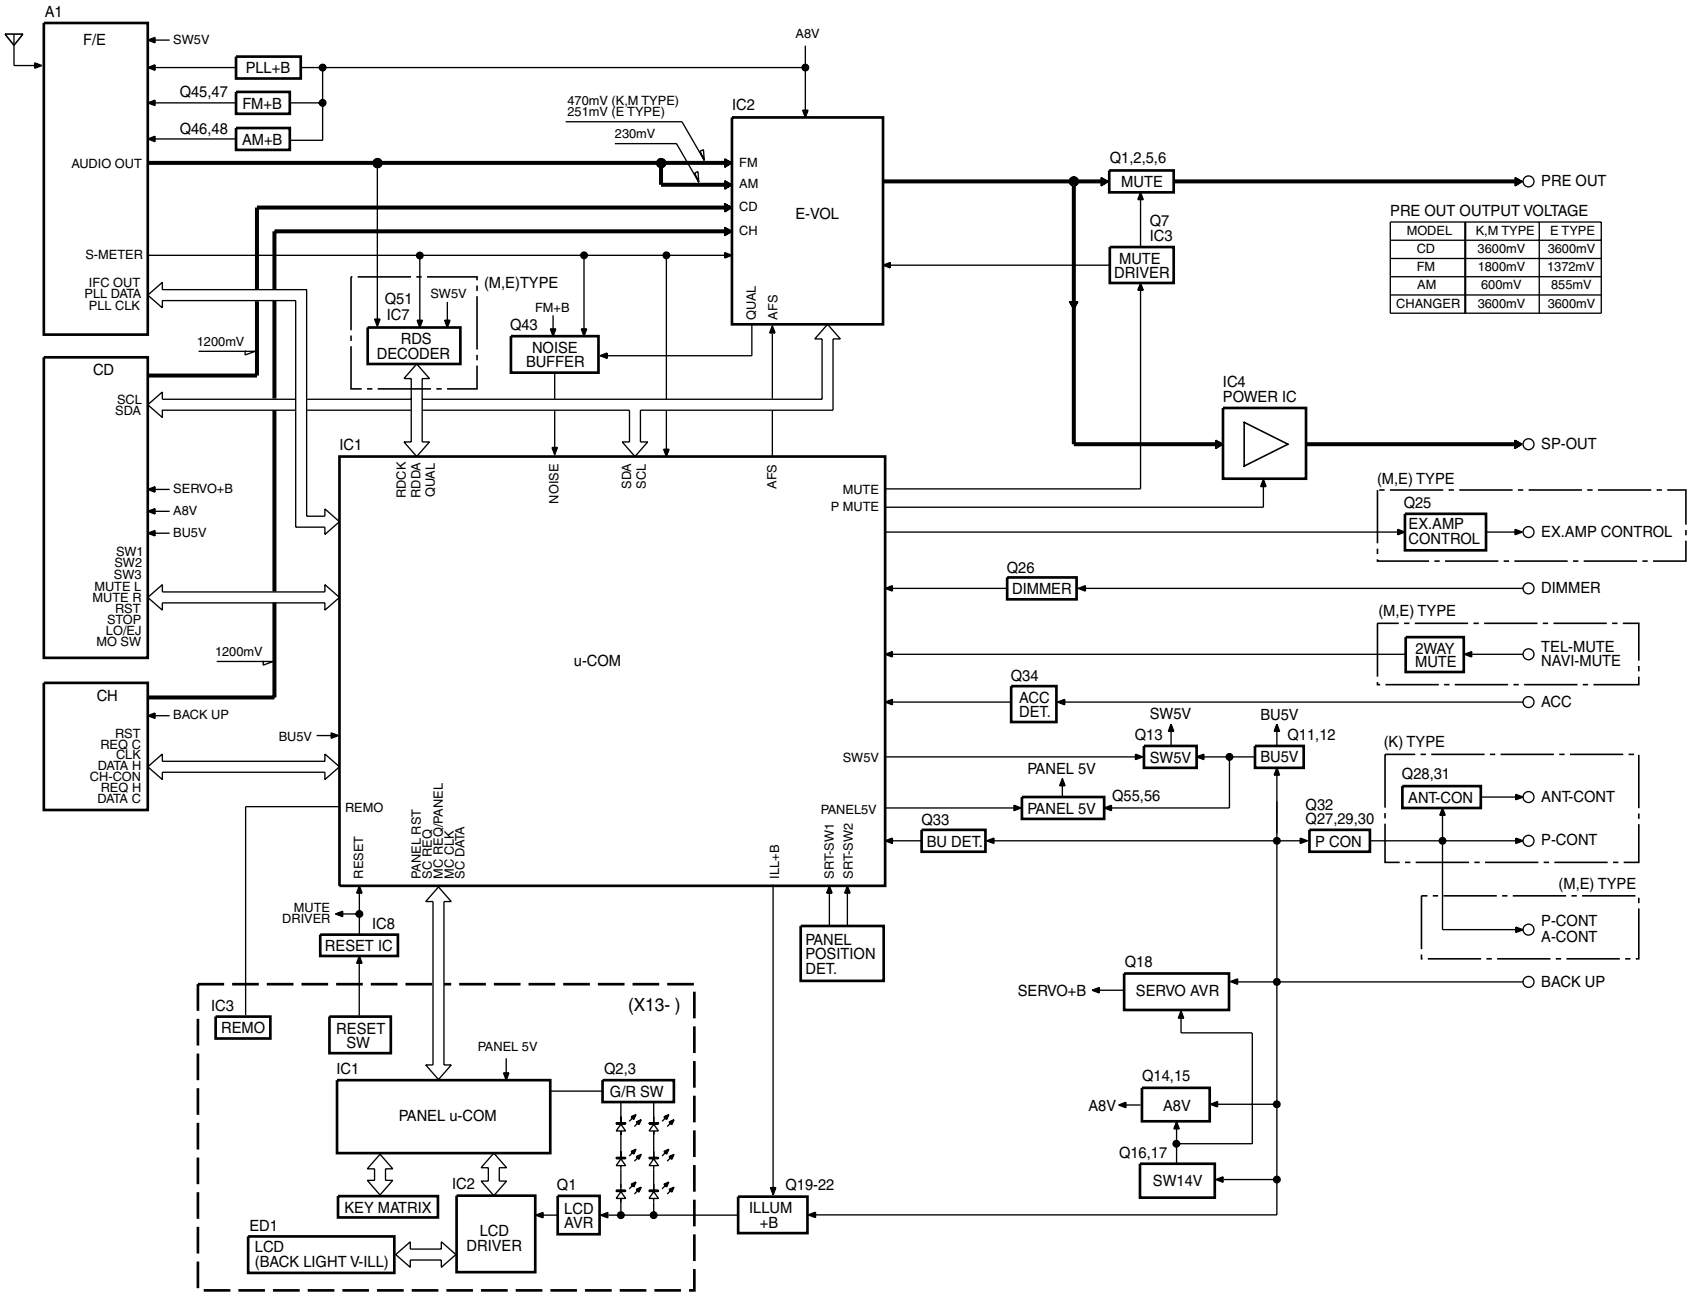 A1
F/E
SW5V
PLL+B
Q45,47
FM+B
Q46,48
AM+B
AUDIO OUT
S-METER
IFC OUT
PLL DATA
PLL CLK
A8V
470mV (K,M TYPE)
251mV (E TYPE)
230mV
IC2
FM
AM
CD
CH
E-VOL
QUAL
AFS
Q1,2,5,6
MUTE
Q7
IC3
MUTE
DRIVER
PRE OUT
PRE OUT OUTPUT VOLTAGE
MODEL K,M TYPE E TYPE
CD 3600mV 3600mV
FM 1800mV 1372mV
AM 600mV 855mV
CHANGER 3600mV 3600mV
(M,E)TYPE
Q51
IC7
SW5V
RDS
DECODER
FM+B
Q43
NOISE
BUFFER
1200mV
CD
SCL
SDA
SERVO+B
A8V
BU5V
SW1
SW2
SW3
MUTE L
MUTE R
RST
STOP
LO/EJ
MO SW
1200mV
CH
BACK UP
RST
REQ C
CLK
DATA H
CH-CON
REQ H
DATA C
IC1
RDCK
RDDA
QUAL
NOISE
SDA
SCL
AFS
MUTE
P MUTE
u-COM
BU5V
REMO
SW5V
PANEL5V
RESET
PANEL RST
SC REQ
MC REQ/PANEL
MC CLK
SC DATA
ILL+B
SRT-SW1
SRT-SW2
IC4
POWER IC
SP-OUT
(M,E) TYPE
Q25
EX.AMP
CONTROL
EX.AMP CONTROL
Q26
DIMMER
DIMMER
(M,E) TYPE
2WAY
MUTE
TEL-MUTE
NAVI-MUTE
Q34
ACC
DET.
ACC
SW5V
Q13
SW5V
BU5V
Q11,12
BU5V
PANEL 5V
PANEL 5V
Q55,56
Q33
BU DET.
Q32
Q27,29,30
P CON
(K) TYPE
Q28,31
ANT-CON
ANT-CONT
P-CONT
(M,E) TYPE
P-CONT
A-CONT
BACK UP
MUTE
DRIVER
IC8
RESET IC
PANEL
POSITION
DET.
SERVO+B
Q18
SERVO AVR
(X13- )
IC3
REMO
RESET
SW
IC1
PANEL 5V
PANEL u-COM
Q2,3
G/R SW
Q14,15
A8V
A8V
Q16,17
SW14V
KEY MATRIX
IC2
LCD
DRIVER
Q1
LCD
AVR
Q19-22
ILLUM
+B
ED1
LCD
(BACK LIGHT V-ILL)